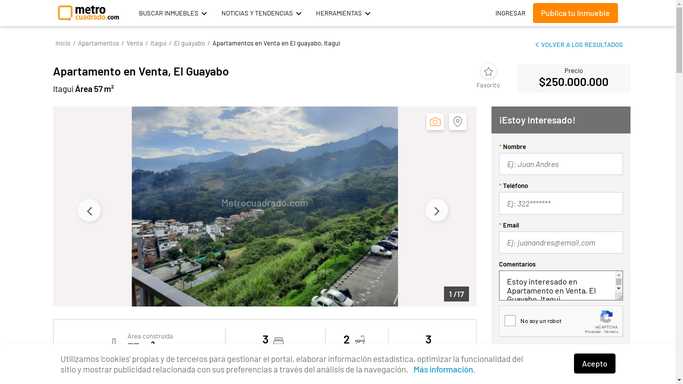 metro
cuadrado.com
BUSCAR INMUEBLES
NOTICIAS Y TENDENCIAS
HERRAMIENTAS
INGRESAR
Publica tu Inmueble
Inicio / Apartamentos / Venta / Itagui / El guayabo / Apartamentos en Venta en El guayabo, Itagui
VOLVER A LOS RESULTADOS
Apartamento en Venta, El Guayabo
Itagui Área 57 m²
Favorito
Precio
$250.000.000
Metrocuadrado.com
1 / 17
¡Estoy Interesado!
* Nombre
Ej: Juan Andres
* Teléfono
Ej: 322*******
* Email
Ej: juanandres@email.com
Comentarios
Estoy interesado en
Apartamento en Venta, El
Guayabo, Itagui
No soy un robot
reCAPTCHA
Privacidad - Términos
Área construida
3
2
3
Utilizamos 'cookies' propias y de terceros para gestionar el portal, elaborar información estadística, optimizar la funcionalidad del
sitio y mostrar publicidad relacionada con sus preferencias a través del análisis de la navegación. Más información.
Acepto